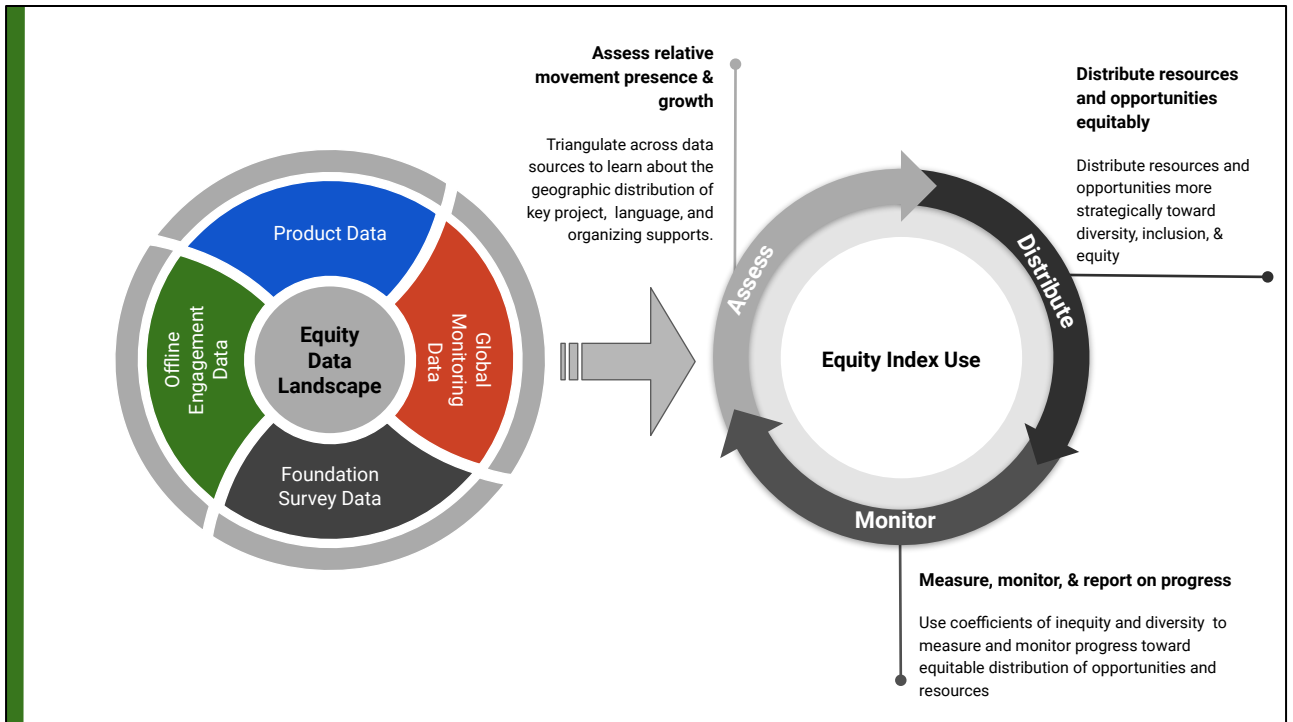 Product Data
Offline
Engagement
Data
Equity
Data
Landscape
Global
Monitoring
Data
Foundation
Survey Data
Assess relative
movement presence &
growth
Triangulate across data
sources to learn about the
geographic distribution of
key project, language, and
organizing supports.
Distribute resources
and opportunities
equitably
Distribute resources and
opportunities more
strategically toward
diversity, inclusion, &
equity
Assess
Distribute
Equity Index Use
Monitor
Measure, monitor, & report on progress
Use coefficients of inequity and diversity to
measure and monitor progress toward
equitable distribution of opportunities and
resources